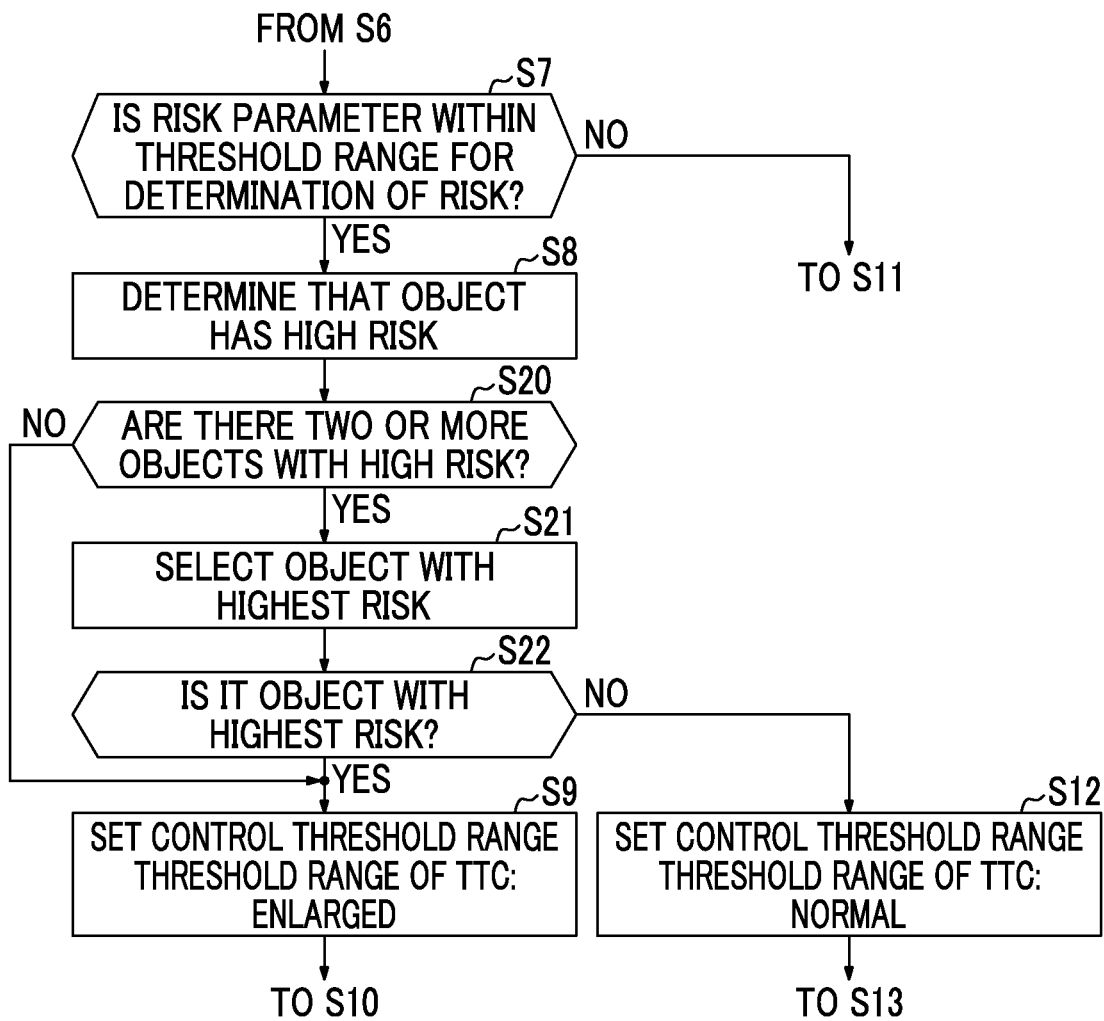 FROM S6
S7
IS RISK PARAMETER WITHIN
THRESHOLD RANGE FOR
DETERMINATION OF RISK?
NO
YES
TO S11
S8
DETERMINE THAT OBJECT
HAS HIGH RISK
S20
NO
ARE THERE TWO OR MORE
OBJECTS WITH HIGH RISK?
YES
S21
SELECT OBJECT WITH
HIGHEST RISK
S22
IS IT OBJECT WITH
HIGHEST RISK?
NO
YES
S9
SET CONTROL THRESHOLD RANGE
THRESHOLD RANGE OF TTC:
ENLARGED
S12
SET CONTROL THRESHOLD RANGE
THRESHOLD RANGE OF TTC:
NORMAL
TO S10
TO S13